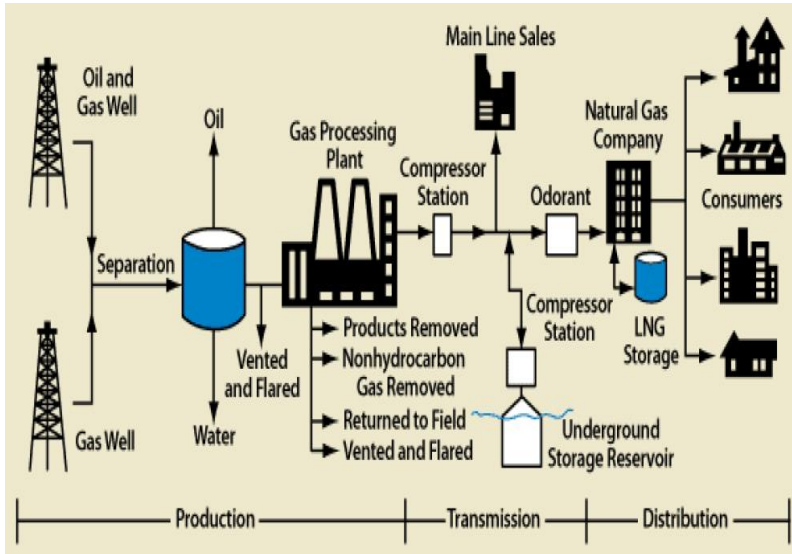 Main Line Sales
Oil and
Gas Well
Oil
Gas Processing
Plant
Compressor
Station
Odorant
Natural Gas
Company
Consumers
Separation
Vented
and Flared
Water
Gas Well
Products Removed
Nonhydrocarbon
Gas Removed
Returned to Field
Vented and Flared
Compressor
Station
LNG
Storage
Underground
Storage Reservoir
Production
Transmission
Distribution